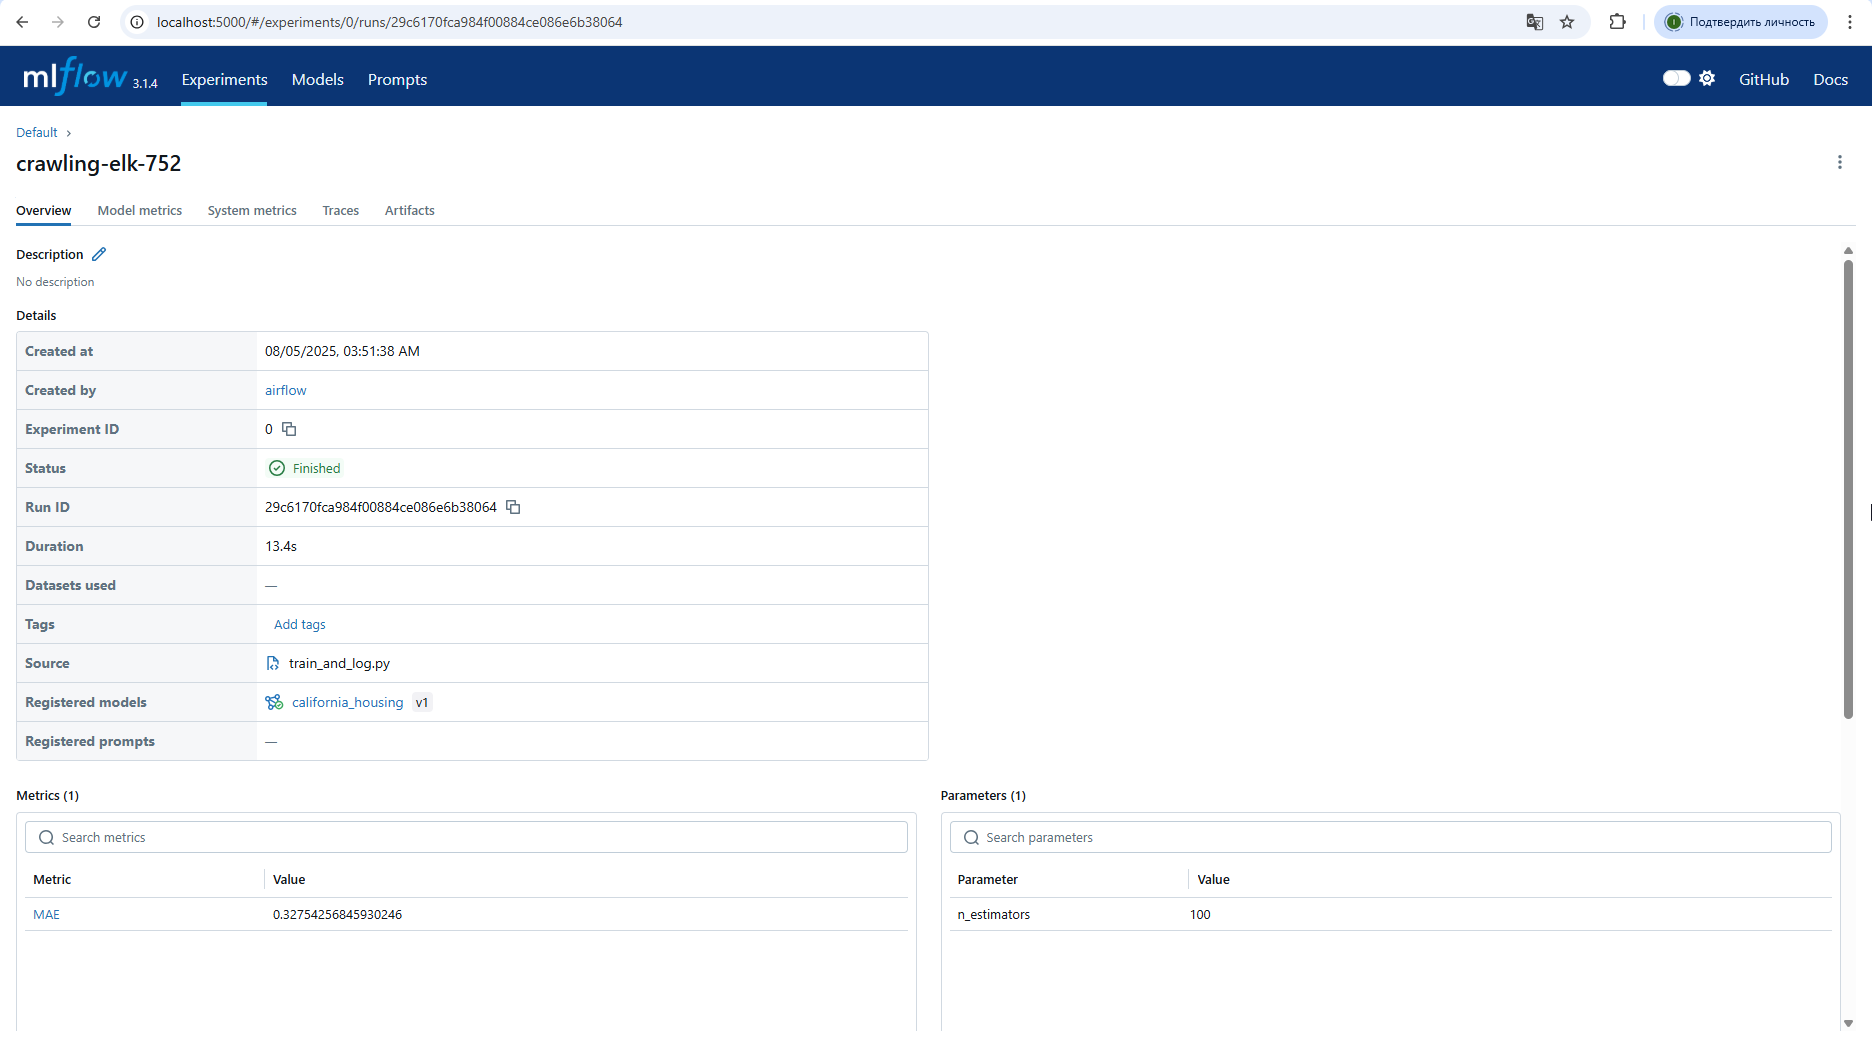 localhost:5000/#/experiments/0/runs/29c6170fca984f00884ce086e6b38064
Подтвердить личность
mlflow 3.1.4 Experiments Models Prompts GitHub Docs
Default ›
crawling-elk-752
Overview Model metrics System metrics Traces Artifacts
Description
No description
Details
Created at 08/05/2025, 03:51:38 AM
Created by airflow
Experiment ID 0
Status Finished
Run ID 29c6170fca984f00884ce086e6b38064
Duration 13.4s
Datasets used —
Tags Add tags
Source train_and_log.py
Registered models california_housing v1
Registered prompts —
Metrics (1)
Search metrics
Metric Value
MAE 0.32754256845930246
Parameters (1)
Search parameters
Parameter Value
n_estimators 100